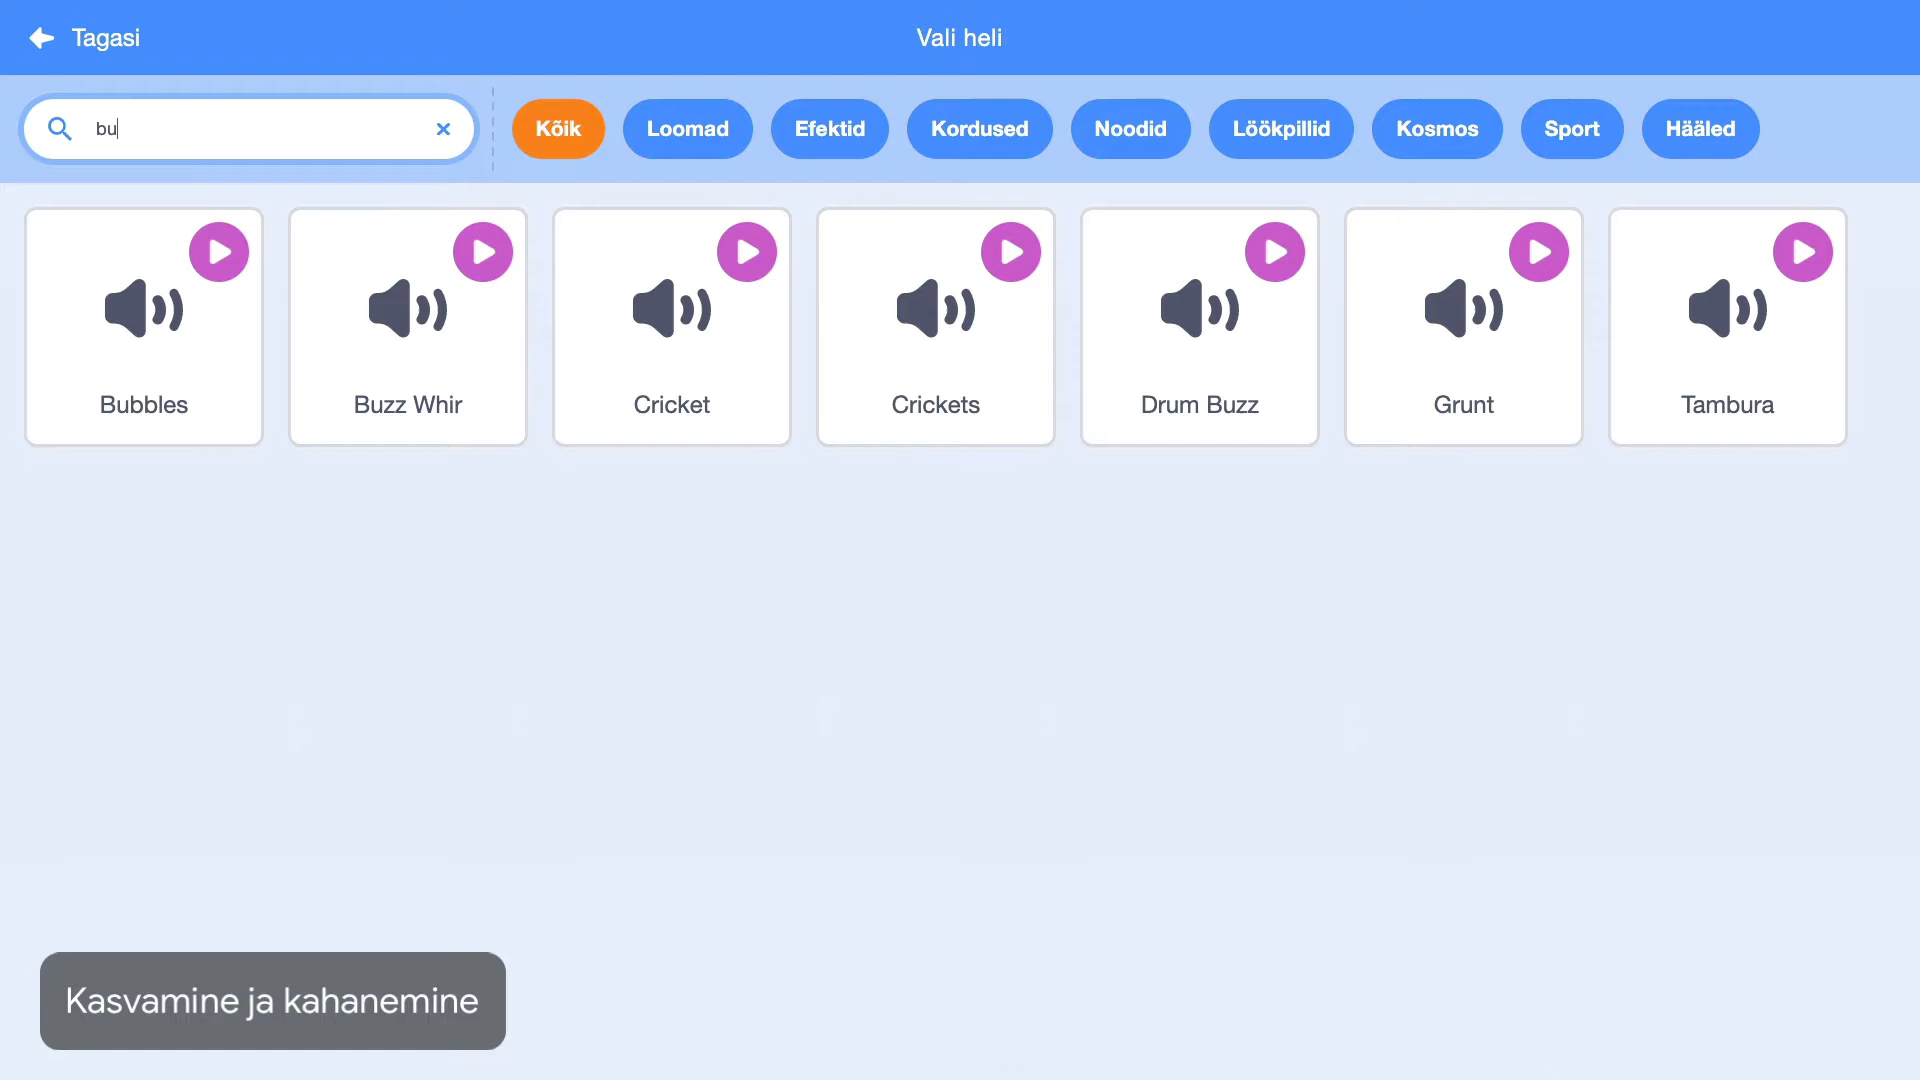 Tagasi
Vali heli
bu
Kõik
Loomad
Efektid
Kordused
Noodid
Löökpillid
Kosmos
Sport
Hääled
Bubbles
Buzz Whir
Cricket
Crickets
Drum Buzz
Grunt
Tambura
Kasvamine ja kahanemine